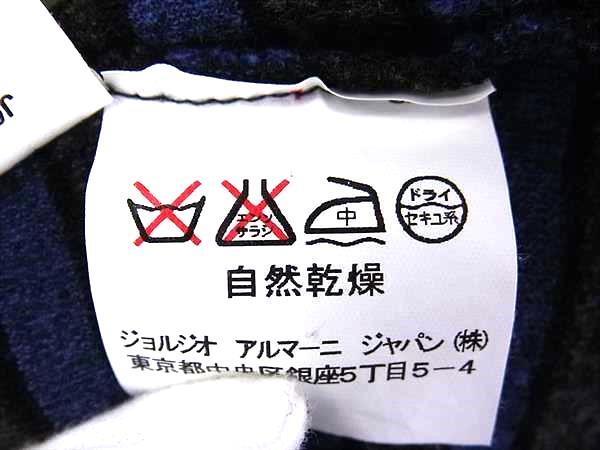 エンソ
サラシ
中
ドライ
セキユ系
自然乾燥
ジョルジオ アルマーニ ジャパン(株)
東京都中央区銀座5丁目5-4